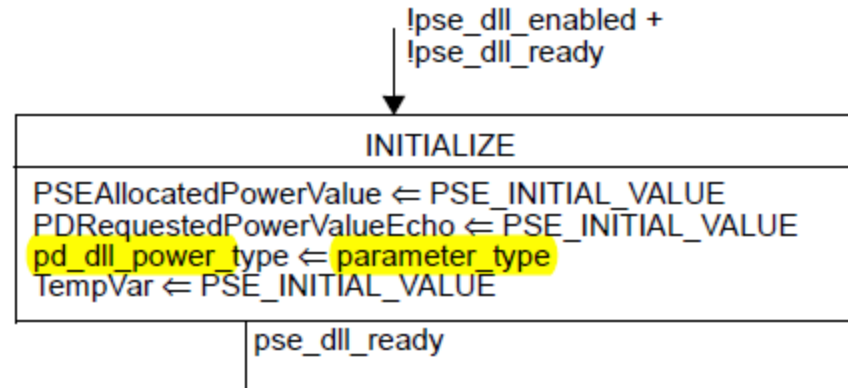 !pse_dll_enabled +
!pse_dll_ready
INITIALIZE
PSEAllocatedPowerValue ⇐ PSE_INITIAL_VALUE
PDRequestedPowerValueEcho ⇐ PSE_INITIAL_VALUE
pd_dll_power_type ⇐ parameter_type
TempVar ⇐ PSE_INITIAL_VALUE
pse_dll_ready